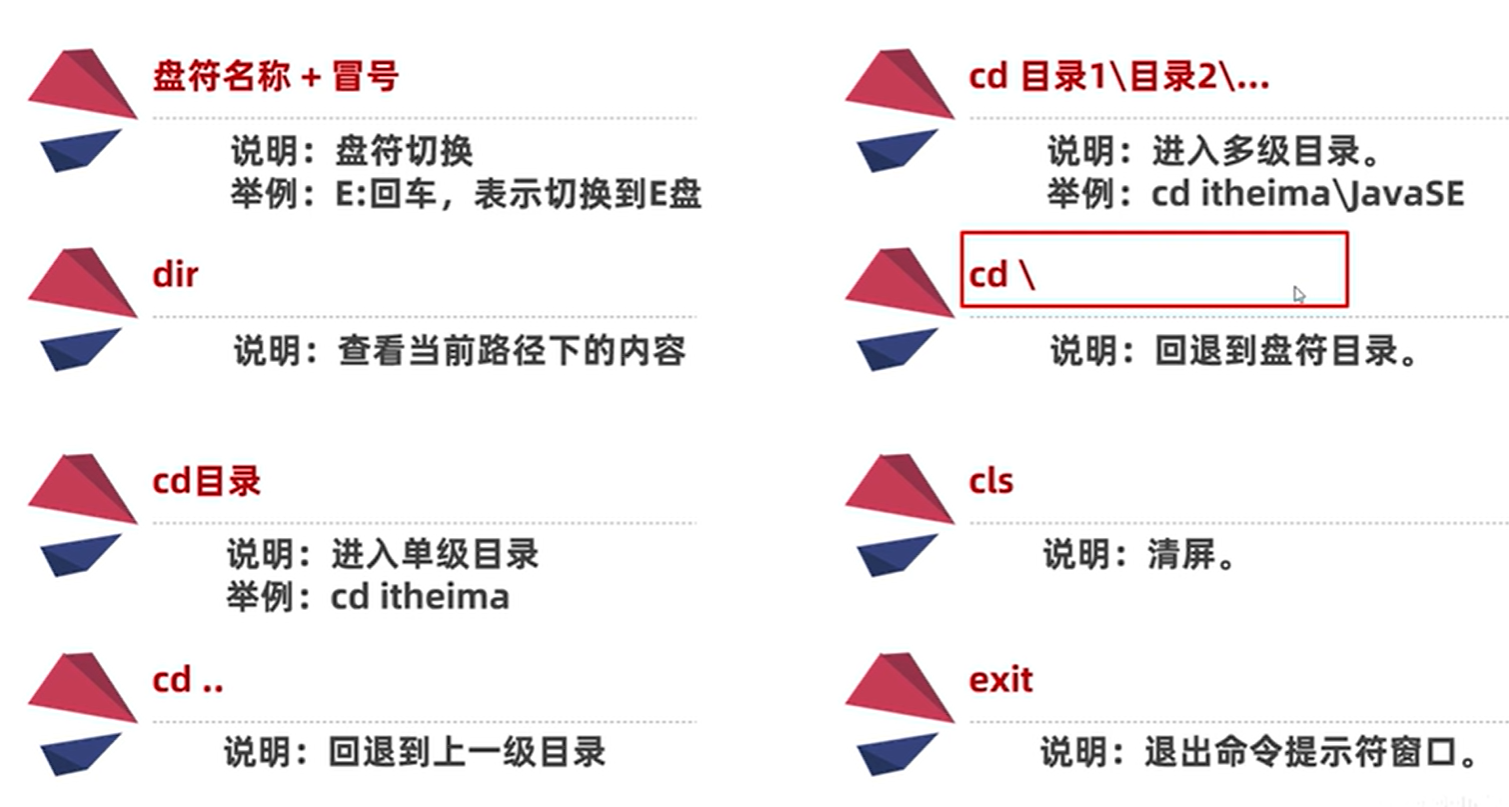 盘符名称 + 冒号
说明：盘符切换
举例：E:回车，表示切换到E盘
dir
说明：查看当前路径下的内容
cd目录
说明：进入单级目录
举例：cd itheima
cd ..
说明：回退到上一级目录
cd 目录1\目录2\...
说明：进入多级目录。
举例：cd itheima\JavaSE
cd \
说明：回退到盘符目录。
cls
说明：清屏。
exit
说明：退出命令提示符窗口。